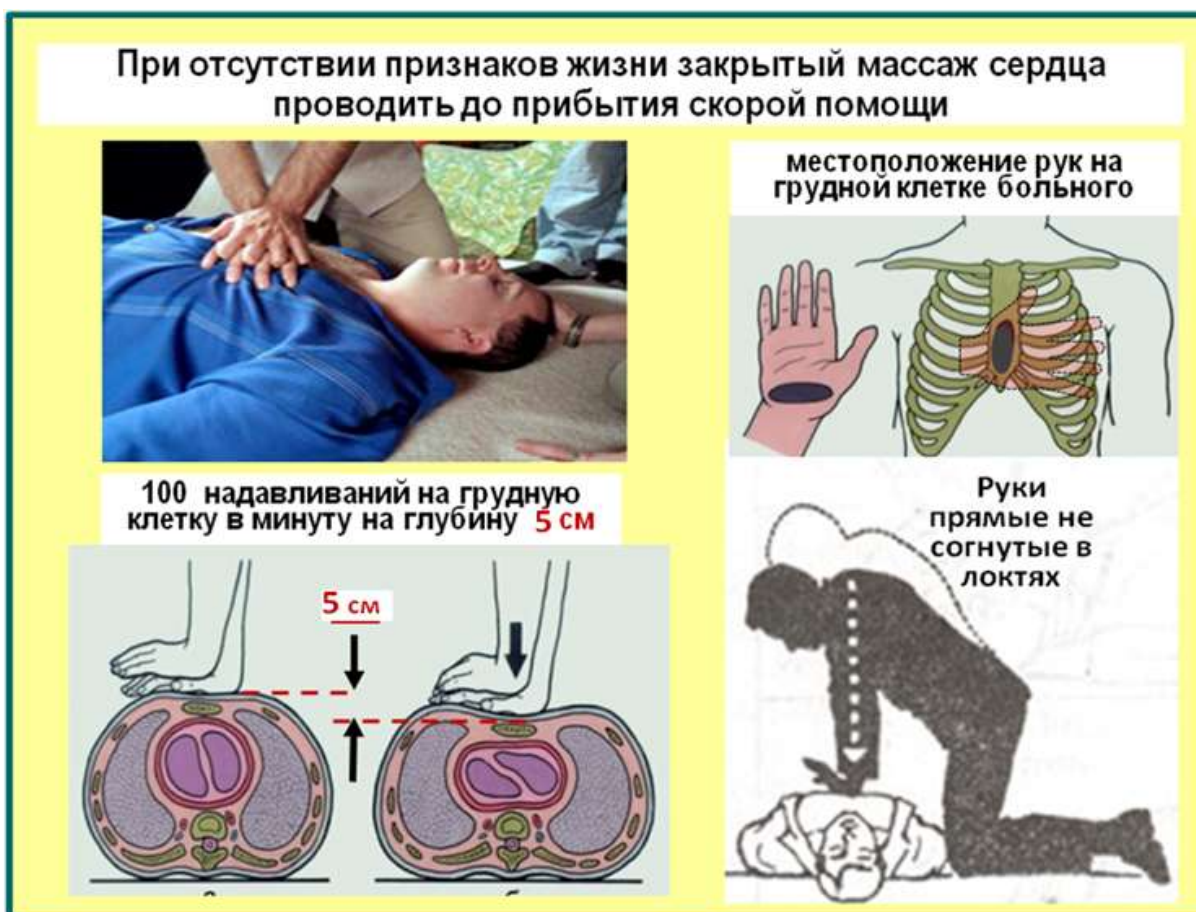 При отсутствии признаков жизни закрытый массаж сердца
проводить до прибытия скорой помощи
местоположение рук на
грудной клетке больного
100 надавливаний на грудную
клетку в минуту на глубину 5 см
5 см
Руки
прямые не
согнутые в
локтях